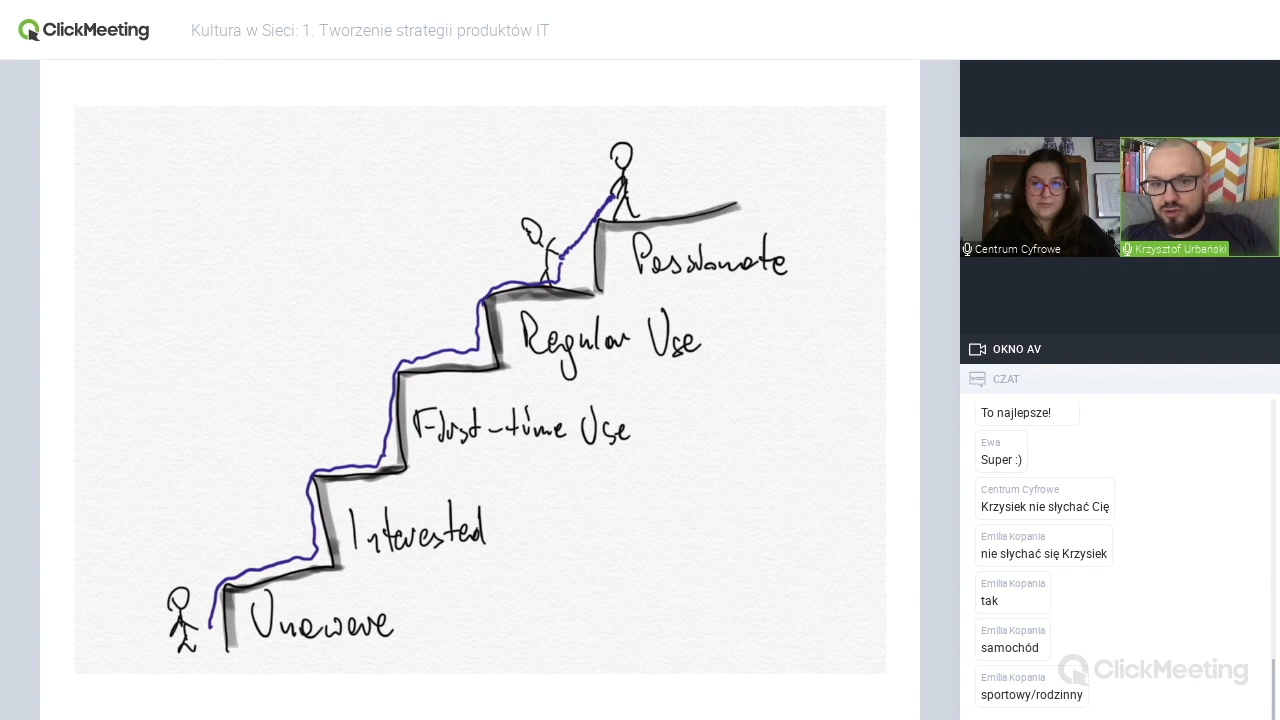 ClickMeeting
Kultura w Sieci: 1. Tworzenie strategii produktów IT
Passionate
Regular Use
First-time Use
Interested
Unaware
Centrum Cyfrowe
Krzysztof Urbański
OKNO AV
CZAT
To najlepsze!
Ewa
Super :)
Centrum Cyfrowe
Krzysiek nie słychać Cię
Emilia Kopania
nie słychać się Krzysiek
Emilia Kopania
tak
Emilia Kopania
samochód
Emilia Kopania
sportowy/rodzinny
ClickMeeting